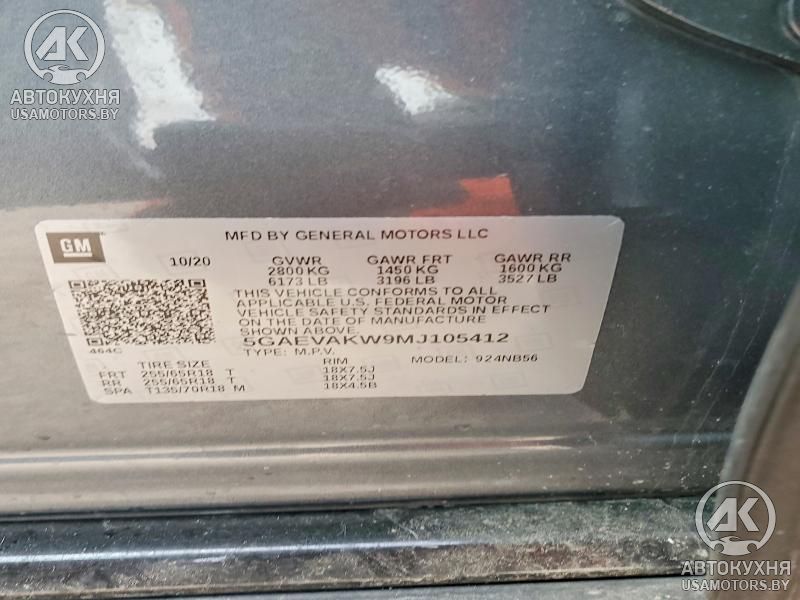 AK
АВТОКУХНЯ
USAMOTORS.BY
GM
MFD BY GENERAL MOTORS LLC
10/20 GVWR GAWR FRT GAWR RR
2800 KG 1450 KG 1600 KG
6173 LB 3196 LB 3527 LB
THIS VEHICLE CONFORMS TO ALL
APPLICABLE U.S. FEDERAL MOTOR
VEHICLE SAFETY STANDARDS IN EFFECT
ON THE DATE OF MANUFACTURE
SHOWN ABOVE.
464C 5GAEVAKW9MJ105412
TYPE: M.P.V. MODEL: 924NB56
TIRE SIZE RIM
FRT 255/65R18 T 18X7.5J
RR 255/65R18 T 18X7.5J
SPA T135/70R18 M 18X4.5B
AK
АВТОКУХНЯ
USAMOTORS.BY